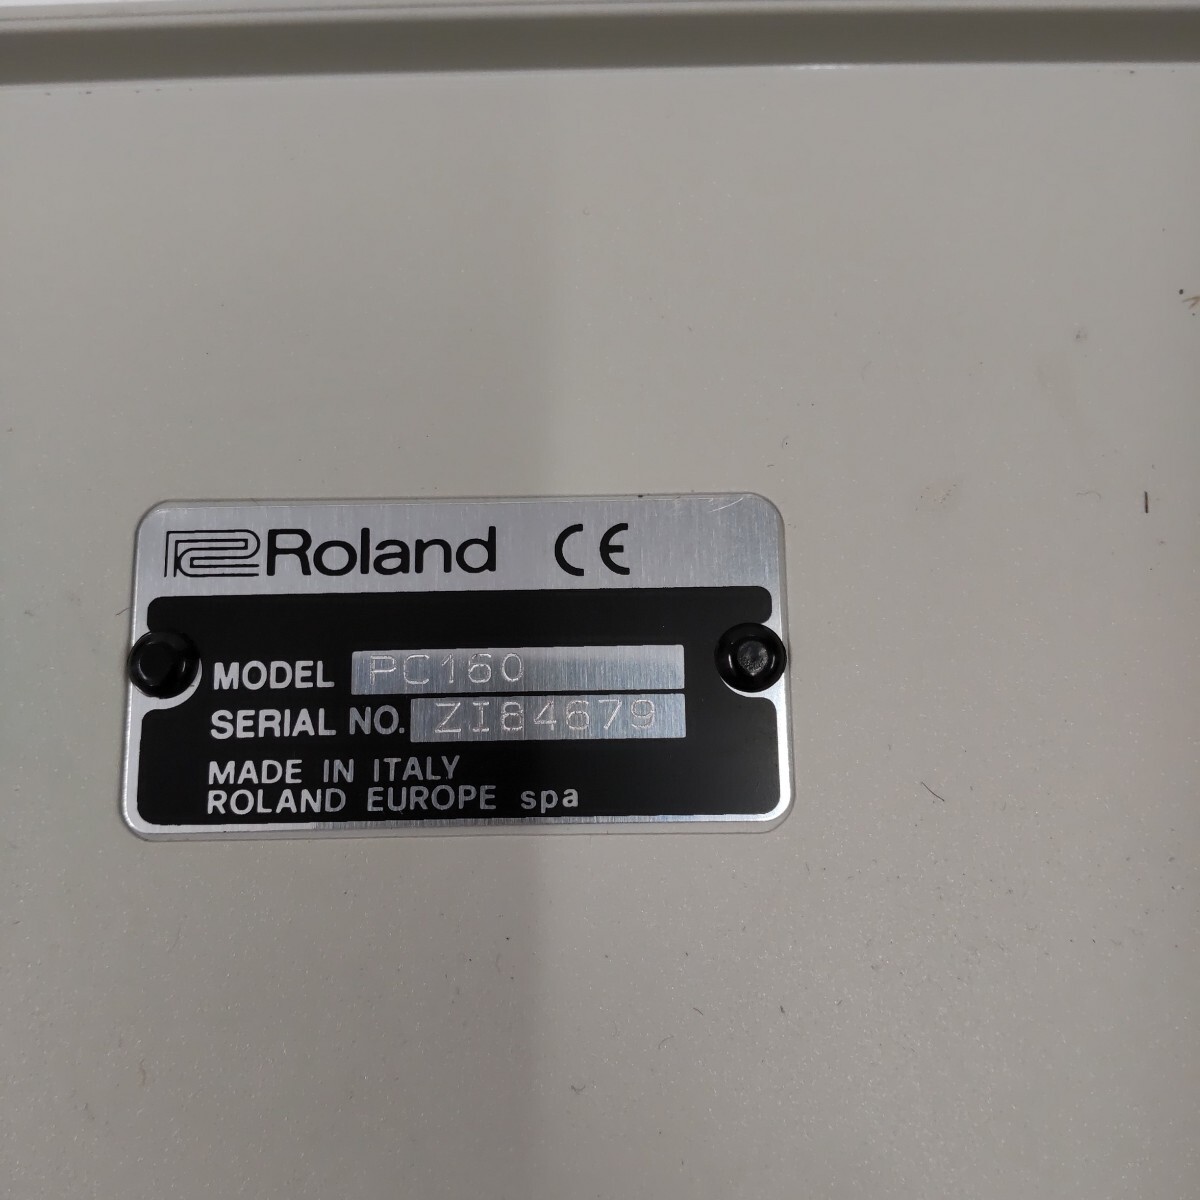 Roland CE
MODEL PC160
SERIAL NO. ZI84679
MADE IN ITALY
ROLAND EUROPE spa